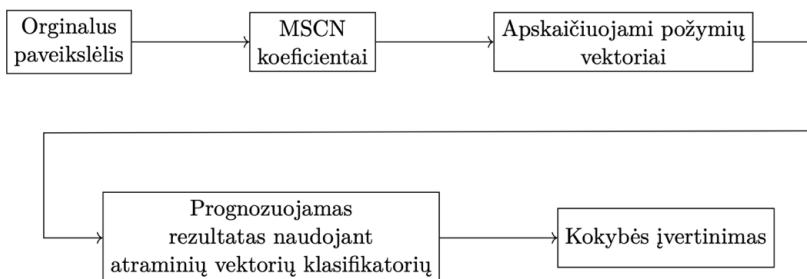 Orginalus
paveikslėlis
MSCN
koeficientai
Apskaičiuojami požymių
vektoriai
Prognozuojamas
rezultatas naudojant
atraminių vektorių klasifikatorių
Kokybės įvertinimas